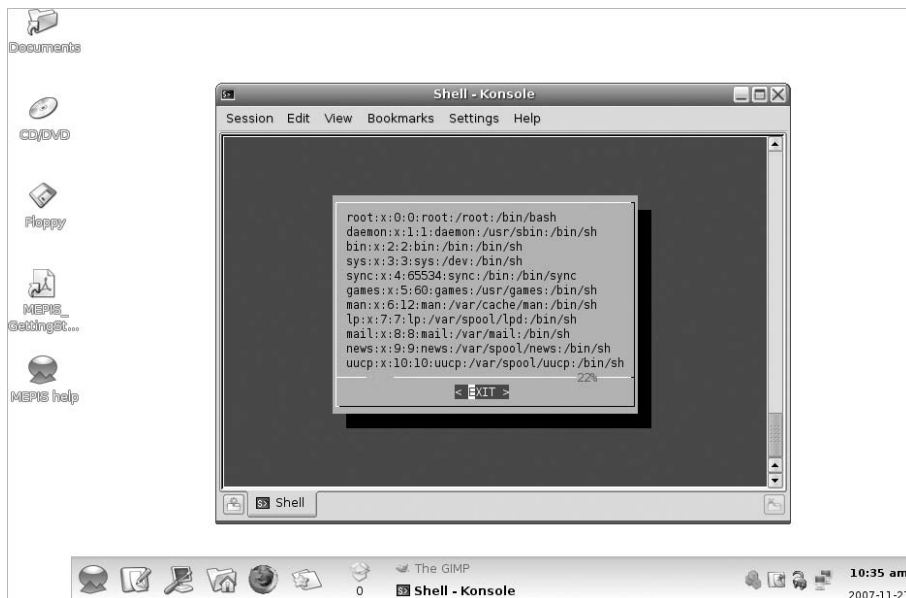 Documents
CD/DVD
Floppy
MEPIS_
GettingSt...
MEPIS help
Shell - Konsole
Session Edit View Bookmarks Settings Help
root:x:0:0:root:/root:/bin/bash
daemon:x:1:1:daemon:/usr/sbin:/bin/sh
bin:x:2:2:bin:/bin:/bin/sh
sys:x:3:3:sys:/dev:/bin/sh
sync:x:4:65534:sync:/bin:/bin/sync
games:x:5:60:games:/usr/games:/bin/sh
man:x:6:12:man:/var/cache/man:/bin/sh
lp:x:7:7:lp:/var/spool/lpd:/bin/sh
mail:x:8:8:mail:/var/mail:/bin/sh
news:x:9:9:news:/var/spool/news:/bin/sh
uucp:x:10:10:uucp:/var/spool/uucp:/bin/sh
22%
< EXIT >
Shell
0
The GIMP
Shell - Konsole
10:35 am